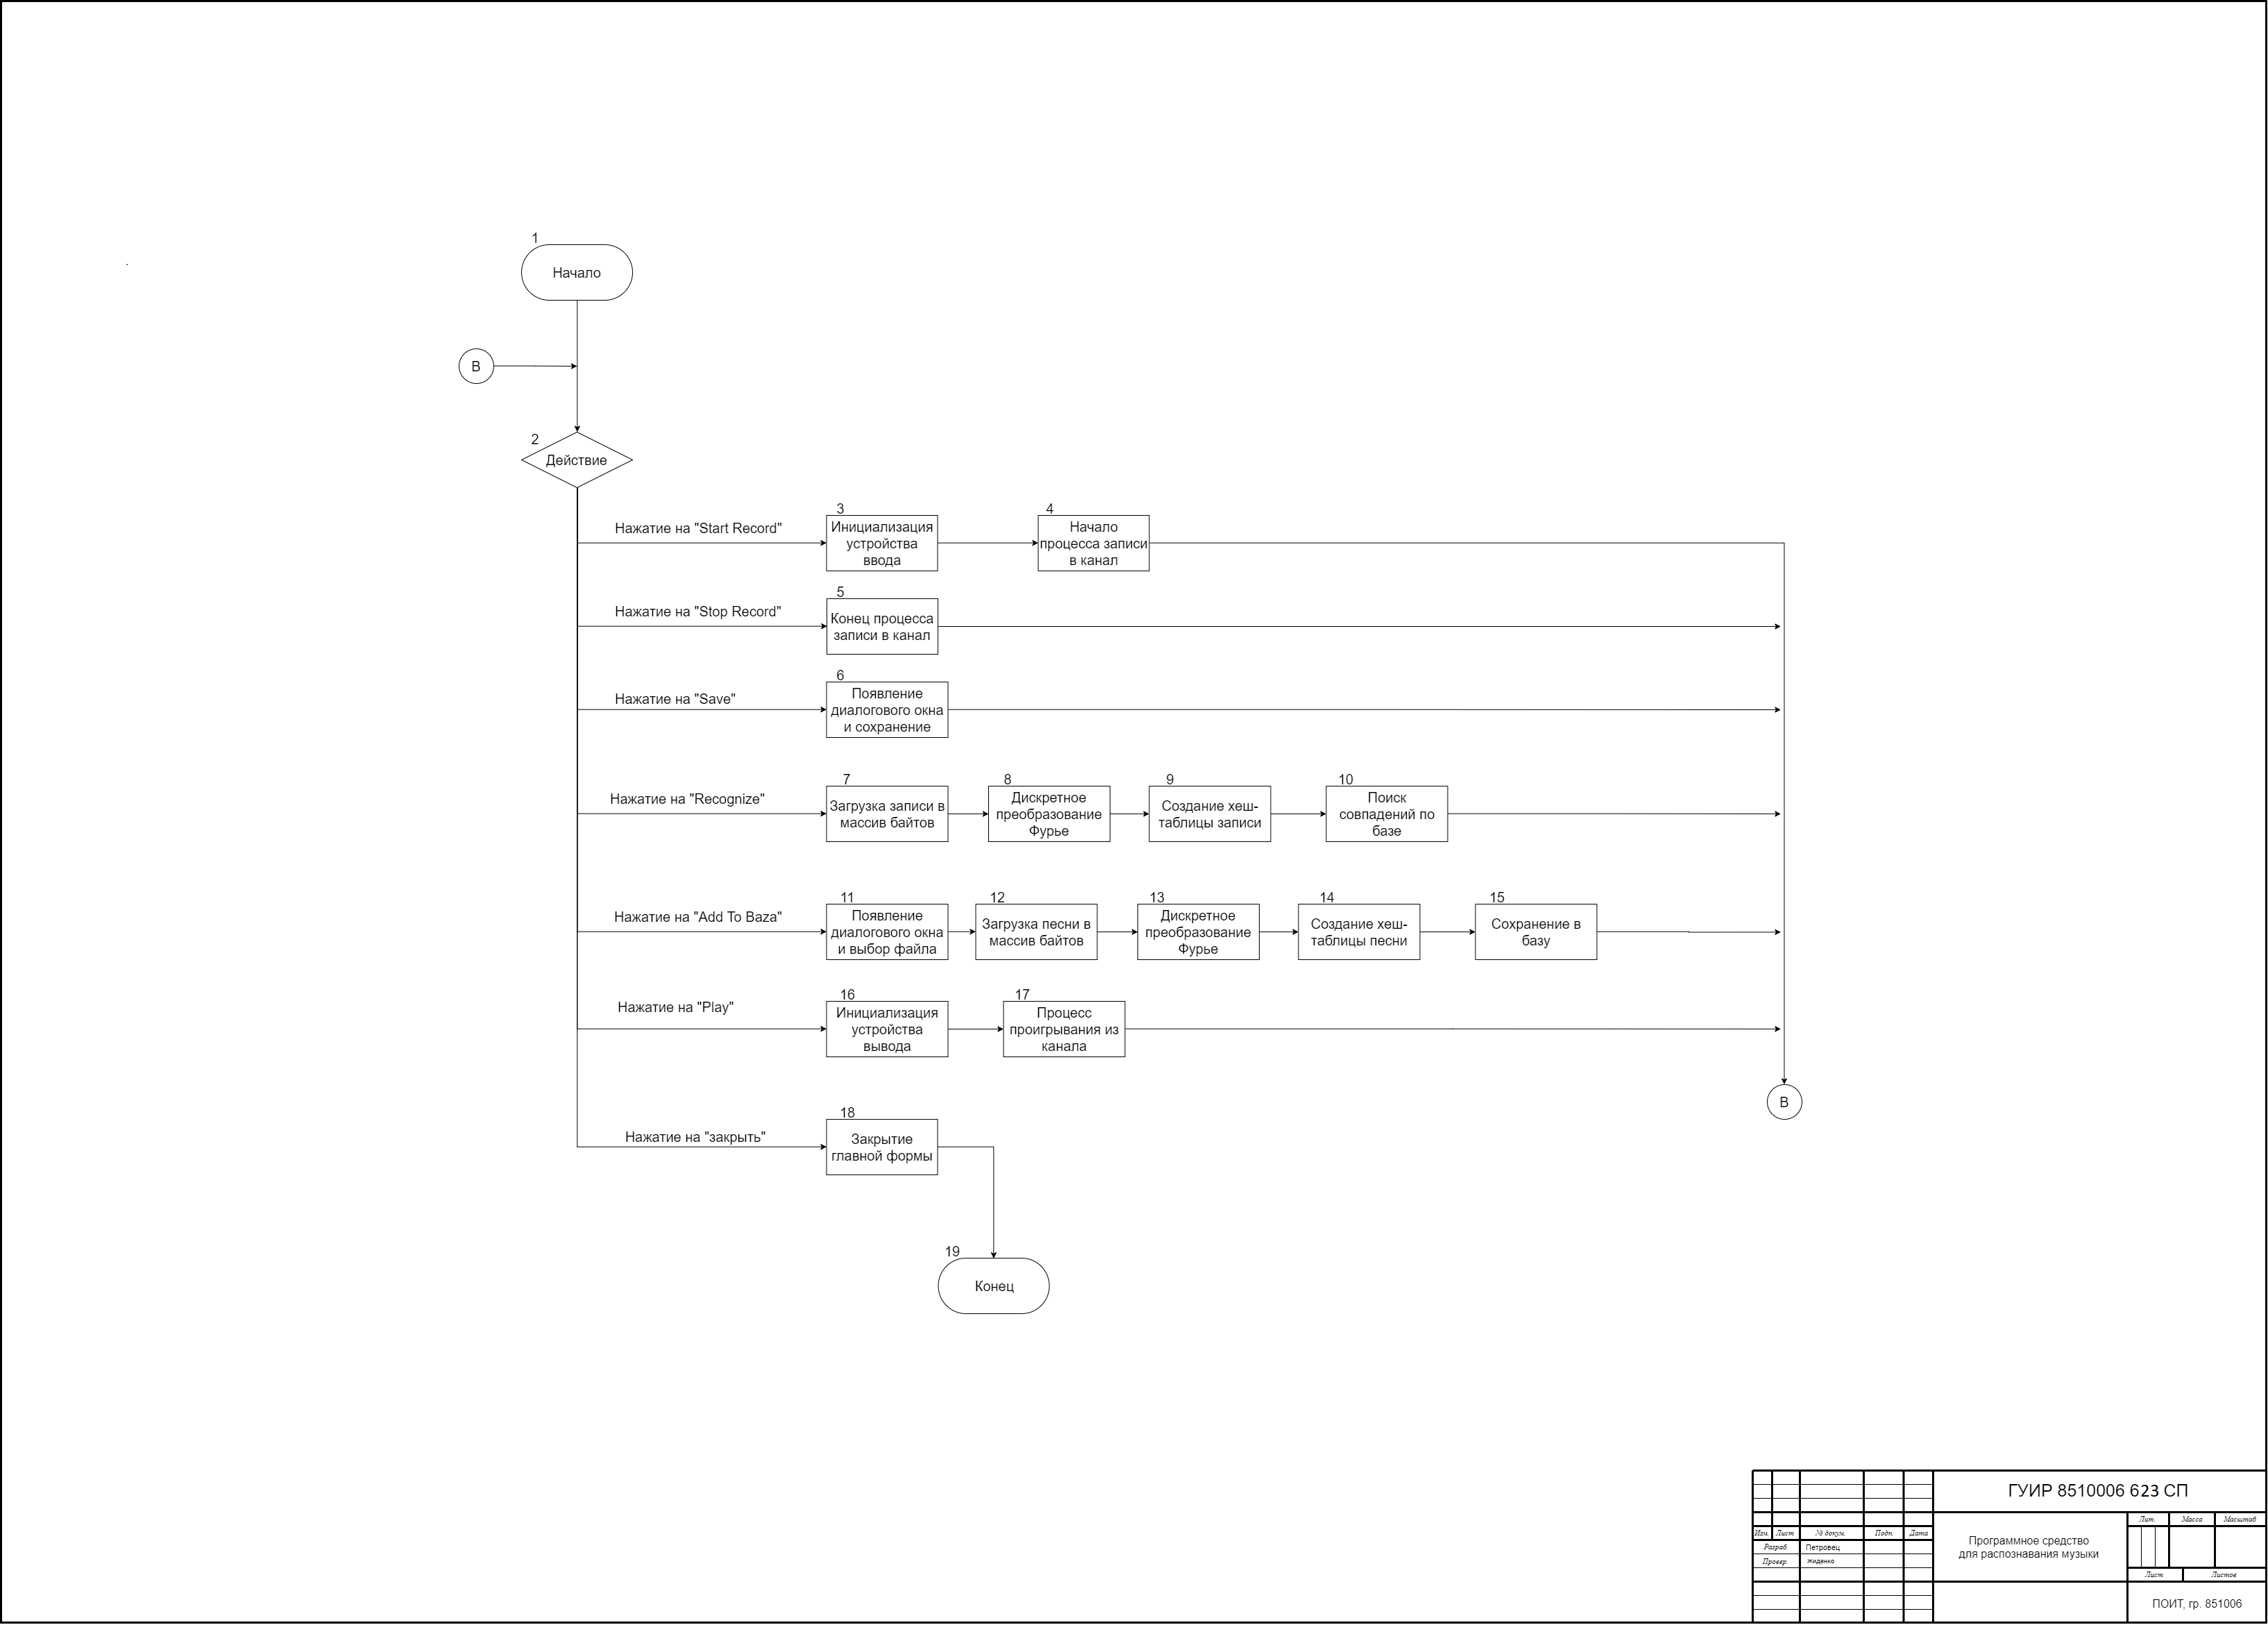 1
Начало
В
2
Действие
Нажатие на "Start Record"
3
Инициализация
устройства
ввода
4
Начало
процесса записи
в канал
Нажатие на "Stop Record"
5
Конец процесса
записи в канал
Нажатие на "Save"
6
Появление
диалогового окна
и сохранение
Нажатие на "Recognize"
7
Загрузка записи в
массив байтов
8
Дискретное
преобразование
Фурье
9
Создание хеш-
таблицы записи
10
Поиск
совпадений по
базе
Нажатие на "Add To Baza"
11
Появление
диалогового окна
и выбор файла
12
Загрузка песни в
массив байтов
13
Дискретное
преобразование
Фурье
14
Создание хеш-
таблицы песни
15
Сохранение в
базу
Нажатие на "Play"
16
Инициализация
устройства
вывода
17
Процесс
проигрывания из
канала
В
Нажатие на "закрыть"
18
Закрытие
главной формы
19
Конец
ГУИР 8510006 623 СП
Изм. Лист № докум. Подп. Дата
Разраб. Петровец
Провер. Жиденко
Программное средство
для распознавания музыки
Лит. Масса Масштаб
Лист Листов
ПОИТ, гр. 851006